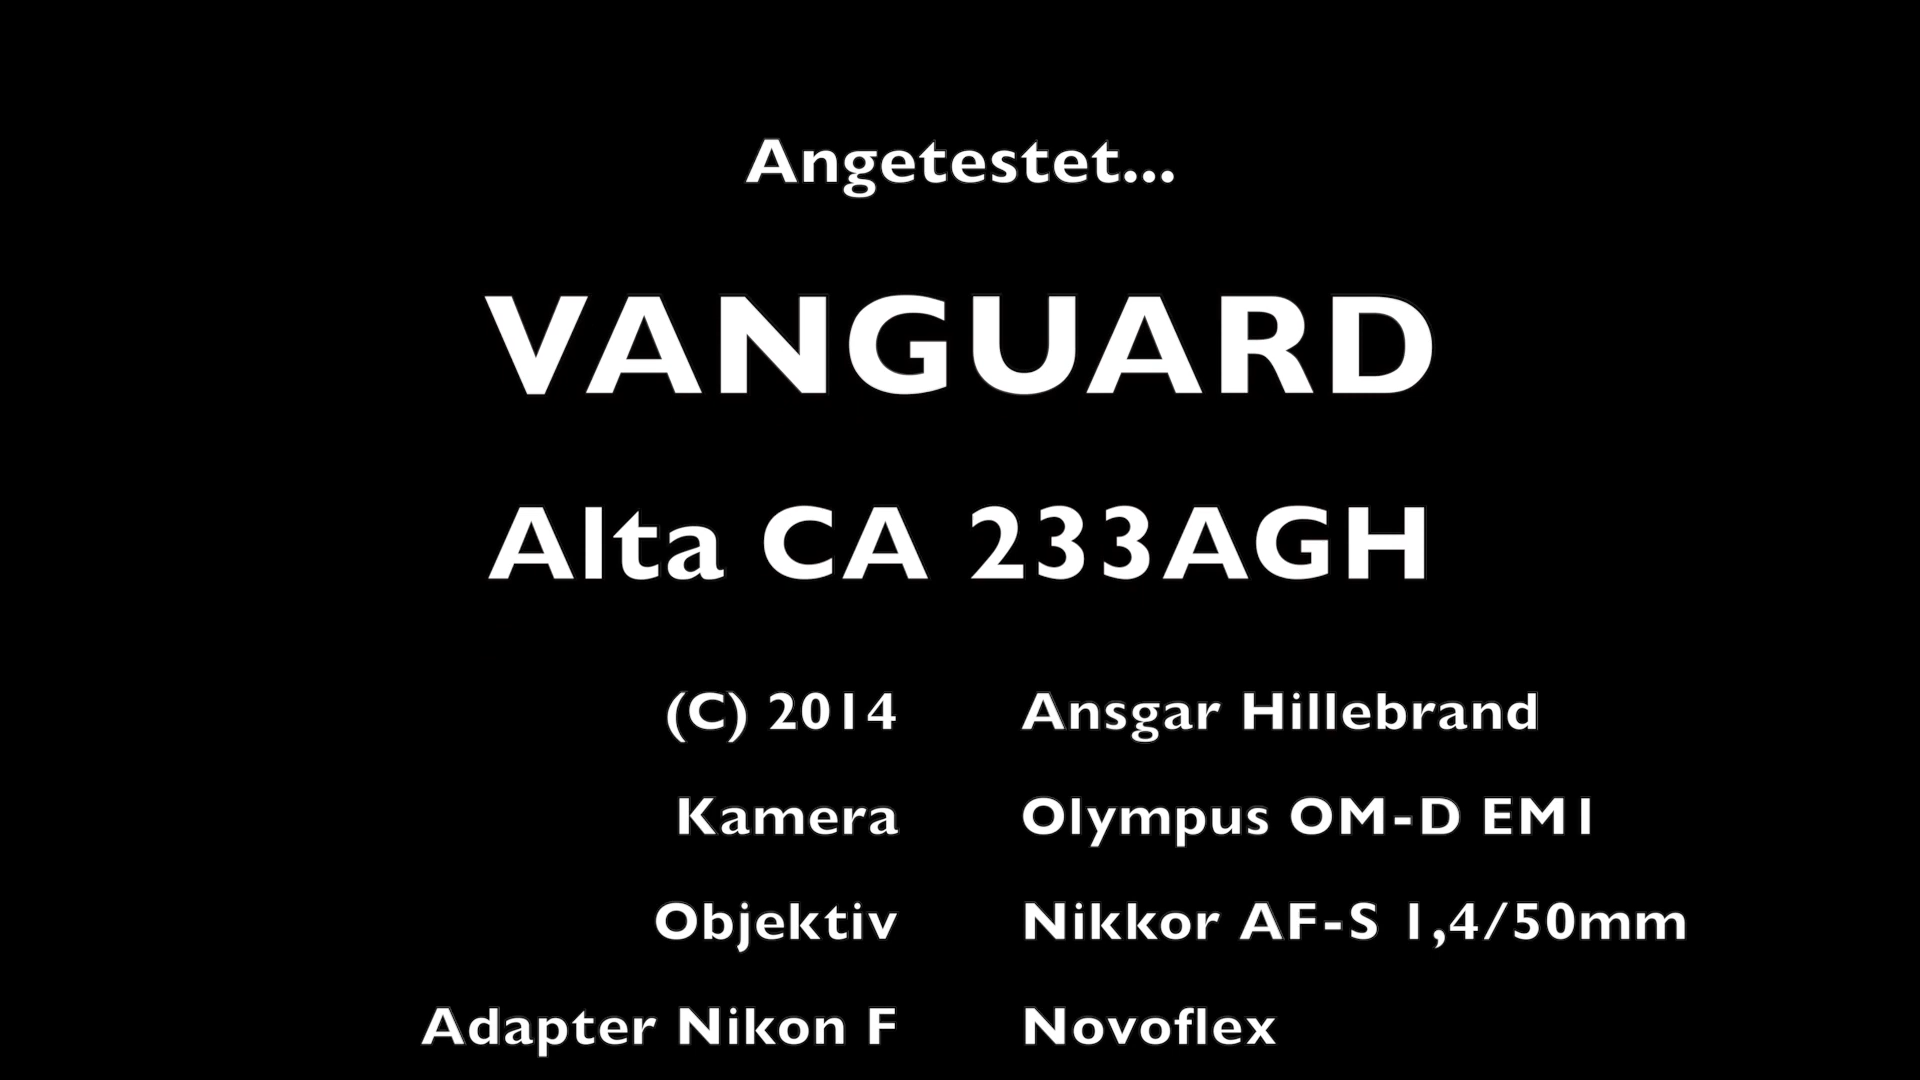 Angetestet...
VANGUARD
Alta CA 233AGH
(C) 2014 Ansgar Hillebrand
Kamera Olympus OM-D EM1
Objektiv Nikkor AF-S 1,4/50mm
Adapter Nikon F Novoflex